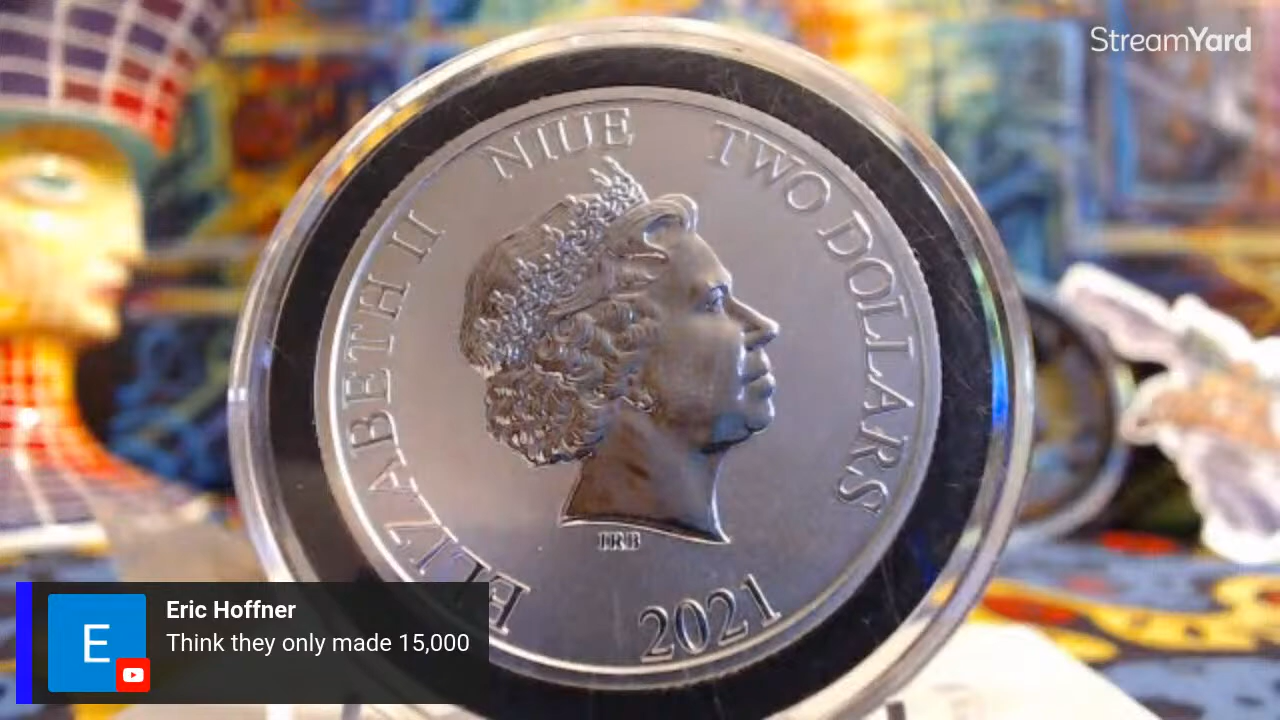 StreamYard
ELIZABETH II NIUE TWO DOLLARS
IRB
2021
E
Eric Hoffner
Think they only made 15,000